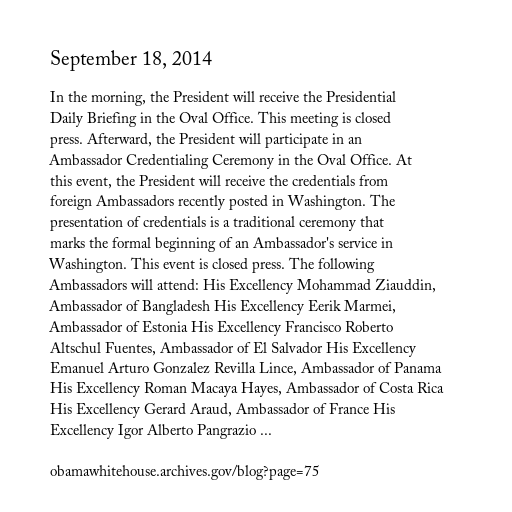 September 18, 2014
In the morning, the President will receive the Presidential
Daily Briefing in the Oval Office. This meeting is closed
press. Afterward, the President will participate in an
Ambassador Credentialing Ceremony in the Oval Office. At
this event, the President will receive the credentials from
foreign Ambassadors recently posted in Washington. The
presentation of credentials is a traditional ceremony that
marks the formal beginning of an Ambassador's service in
Washington. This event is closed press. The following
Ambassadors will attend: His Excellency Mohammad Ziauddin,
Ambassador of Bangladesh His Excellency Eerik Marmei,
Ambassador of Estonia His Excellency Francisco Roberto
Altschul Fuentes, Ambassador of El Salvador His Excellency
Emanuel Arturo Gonzalez Revilla Lince, Ambassador of Panama
His Excellency Roman Macaya Hayes, Ambassador of Costa Rica
His Excellency Gerard Araud, Ambassador of France His
Excellency Igor Alberto Pangrazio ...
obamawhitehouse.archives.gov/blog?page=75